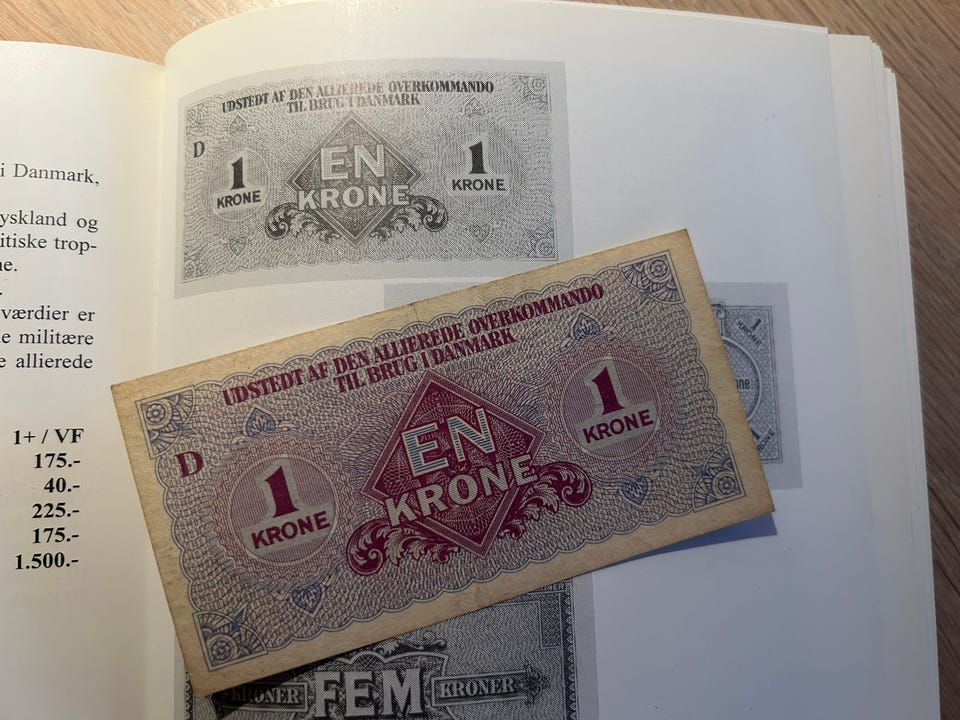 i Danmark,
yskland og
itiske trop-
ne.
værdier er
e militære
e allierede
1+ / VF
175.-
40.-
225.-
175.-
1.500.-
UDSTEDT AF DEN ALLIEREDE OVERKOMMANDO
TIL BRUG I DANMARK
D
1
KRONE
EN
KRONE
1
KRONE
1
KRONE
UDSTEDT AF DEN ALLIEREDE OVERKOMMANDO
TIL BRUG I DANMARK
D
1
KRONE
EN
KRONE
1
KRONE
KRONER
FEM
KRONER